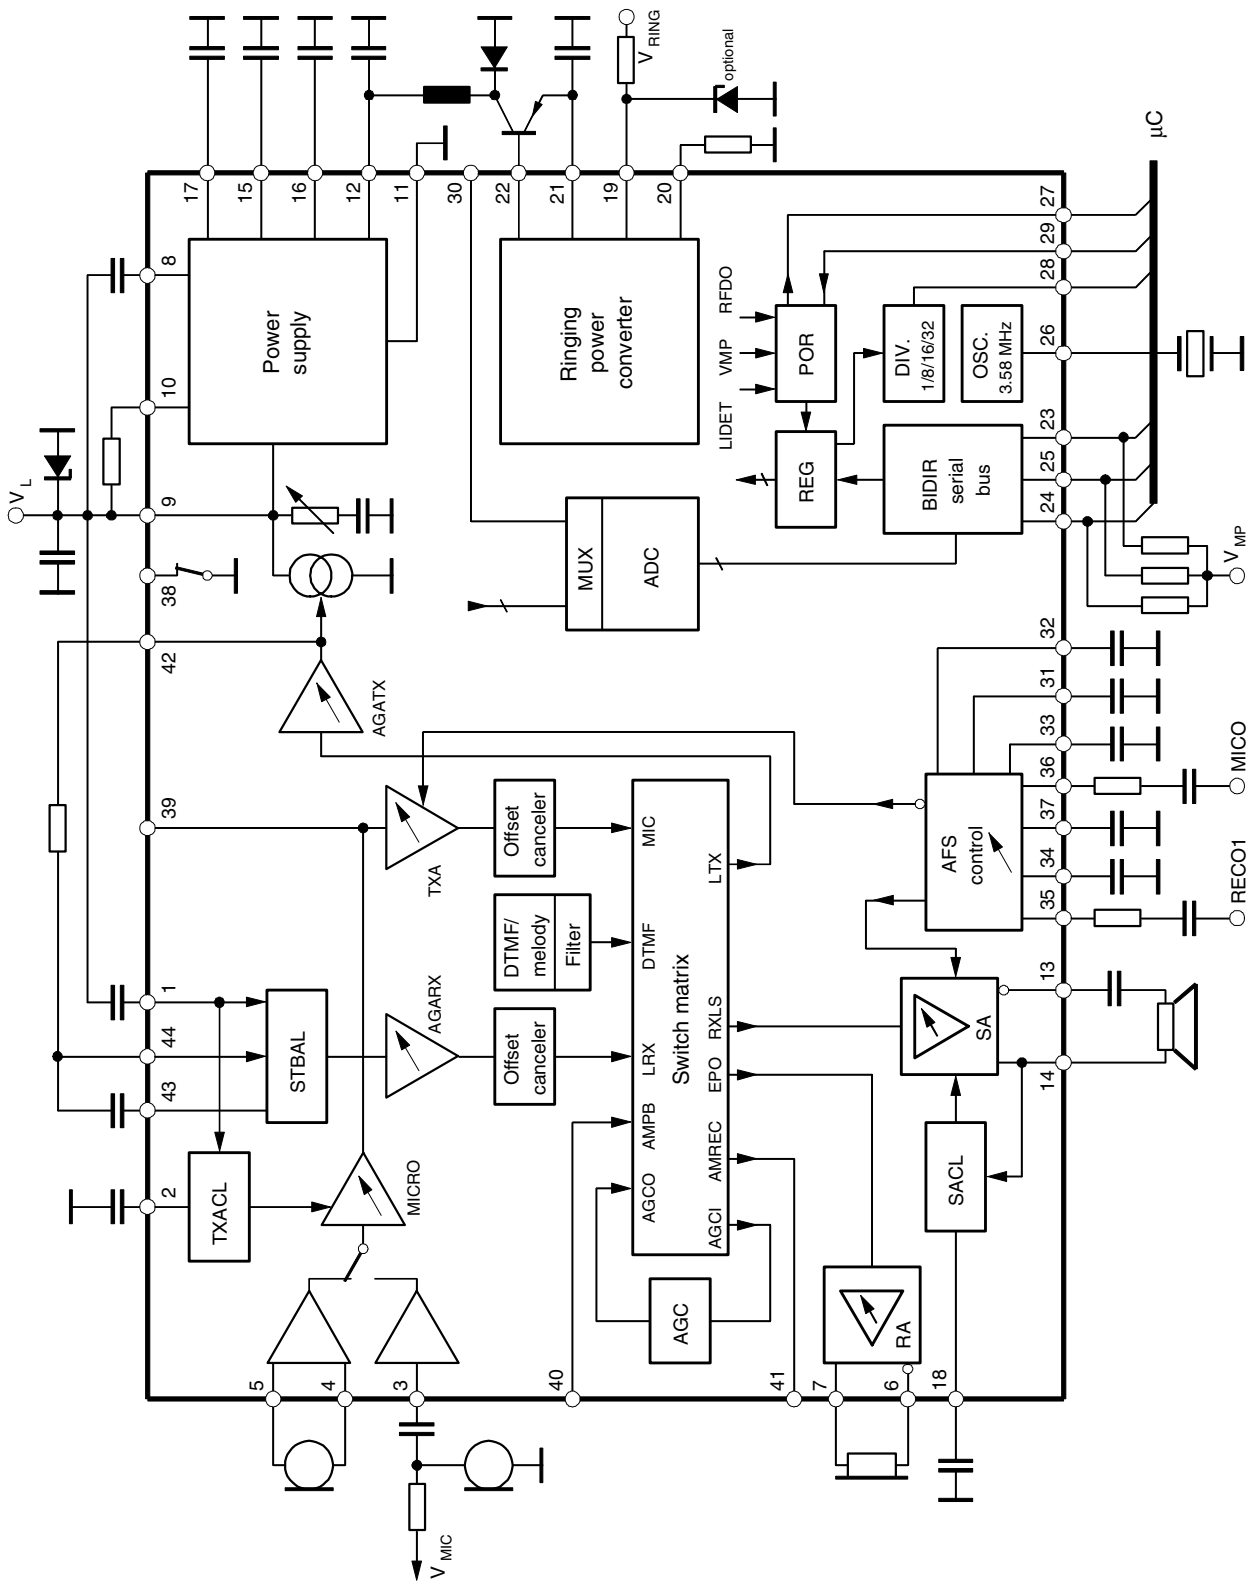 V L
V RING
optional
17
15
16
12
11
30
22
21
19
20
8
10
9
38
42
39
1
44
43
2
Power
supply
Ringing
power
converter
RFDO
VMP
LIDET
POR
DIV.
1/8/16/32
OSC.
3.58 MHz
REG
BIDIR
serial
bus
MUX
ADC
27
29
28
26
23
25
24
µC
V MP
AGATX
TXA
Offset
canceler
DTMF/
melody
Filter
AGARX
Offset
canceler
STBAL
TXACL
MICRO
MIC
DTMF
LRX
AMPB
AGCO
Switch matrix
LTX
RXLS
EPO
AMREC
AGCI
AGC
AFS
control
SA
SACL
RA
32
31
33
36
37
34
35
13
14
MICO
RECO1
5
4
3
40
41
7
6
18
V MIC